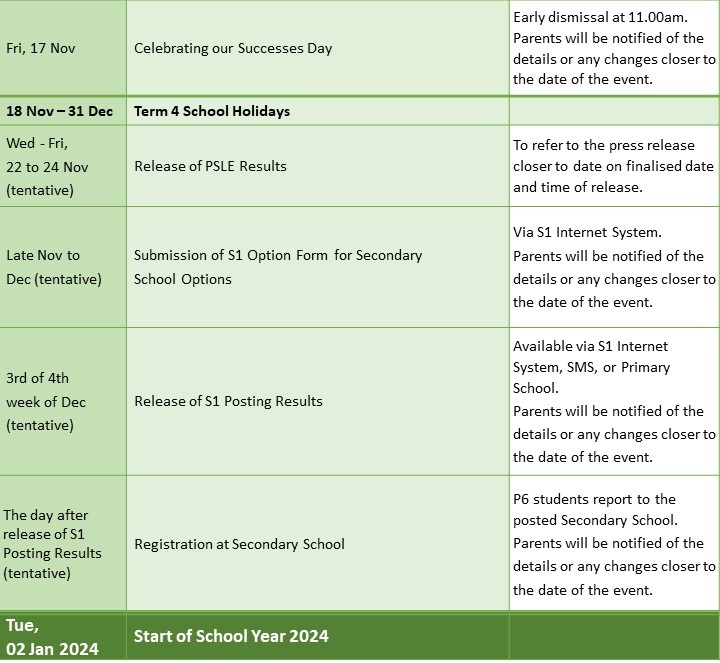 Fri, 17 Nov
Celebrating our Successes Day
Early dismissal at 11.00am.
Parents will be notified of the
details or any changes closer to
the date of the event.
18 Nov – 31 Dec
Term 4 School Holidays
Wed - Fri,
22 to 24 Nov
(tentative)
Release of PSLE Results
To refer to the press release
closer to date on finalised date
and time of release.
Late Nov to
Dec (tentative)
Submission of S1 Option Form for Secondary
School Options
Via S1 Internet System.
Parents will be notified of the
details or any changes closer to
the date of the event.
3rd of 4th
week of Dec
(tentative)
Release of S1 Posting Results
Available via S1 Internet
System, SMS, or Primary
School.
Parents will be notified of the
details or any changes closer to
the date of the event.
The day after
release of S1
Posting Results
(tentative)
Registration at Secondary School
P6 students report to the
posted Secondary School.
Parents will be notified of the
details or any changes closer to
the date of the event.
Tue,
02 Jan 2024
Start of School Year 2024